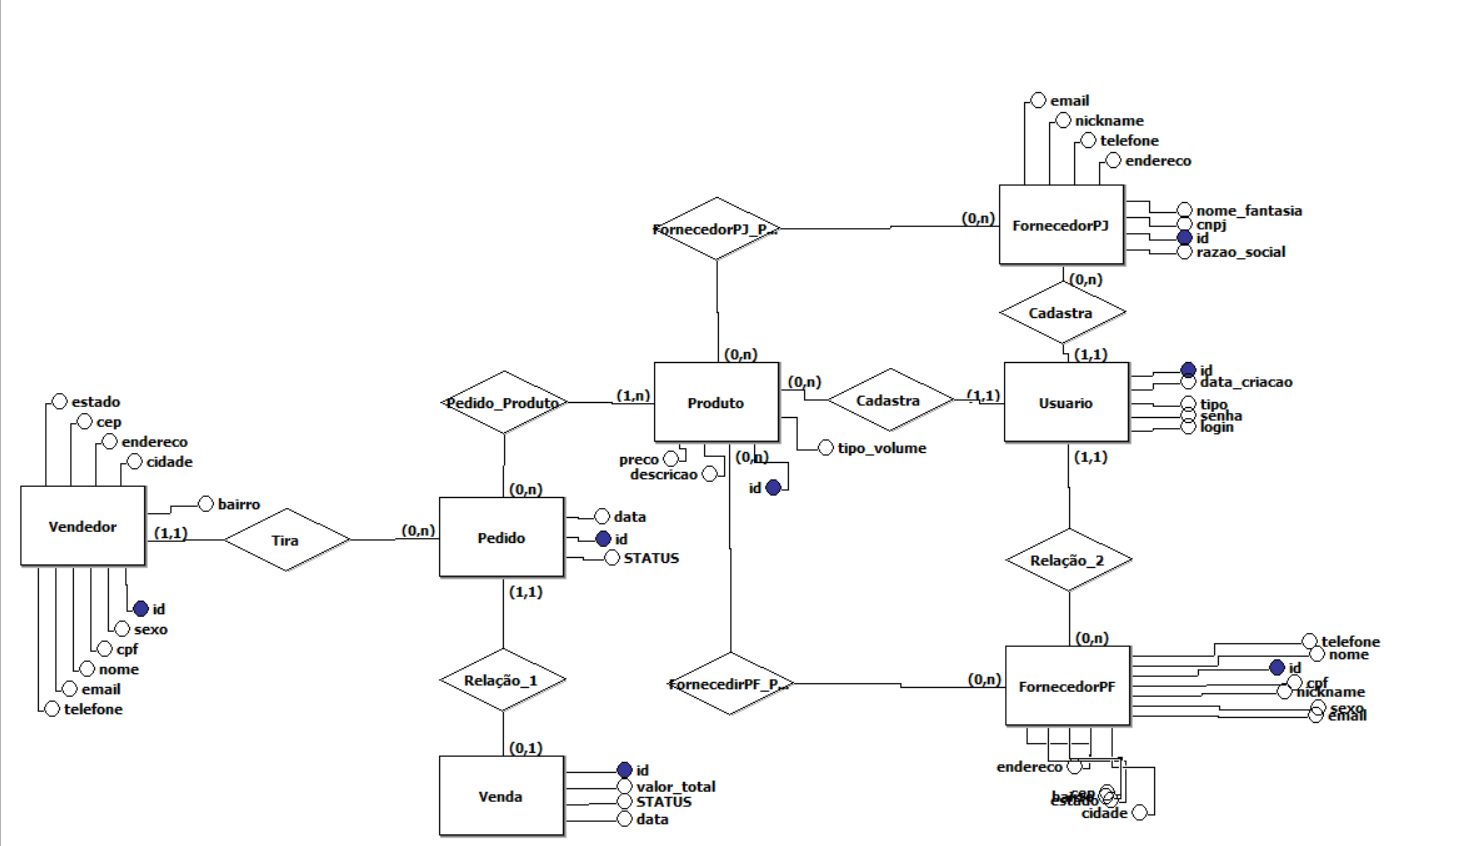 email
nickname
telefone
endereco
FornecedorPJ
nome_fantasia
cnpj
id
razao_social
(0,n)
FornecedorPJ_P...
(0,n)
Cadastra
(1,1)
(0,n)
Pedido_Produto
(1,n)
Produto
(0,n)
Cadastra
(1,1)
Usuario
id
data_criacao
tipo
senha
login
tipo_volume
preco
descricao
(0,n)
id
(1,1)
estado
cep
endereco
cidade
bairro
Vendedor
(1,1)
Tira
(0,n)
(0,n)
Pedido
data
id
STATUS
(1,1)
id
sexo
cpf
nome
email
telefone
Relação_1
(0,1)
Venda
id
valor_total
STATUS
data
Relação_2
(0,n)
FornecedirPF_P...
(0,n)
FornecedorPF
telefone
nome
id
cpf
nickname
sexo
email
endereco
cep
estado
cidade